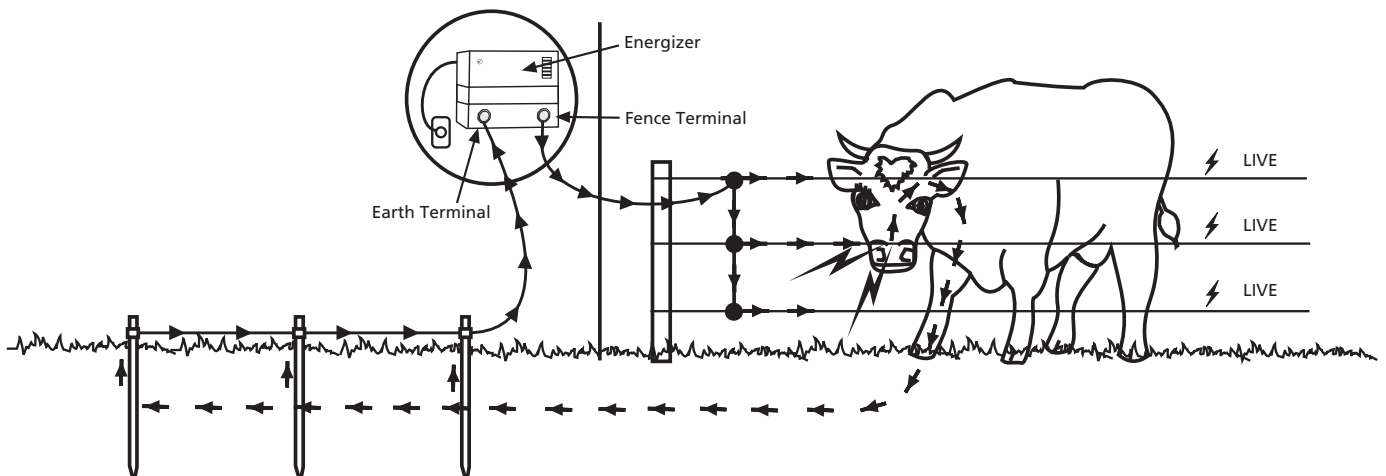 Energizer
Fence Terminal
Earth Terminal
LIVE
LIVE
LIVE